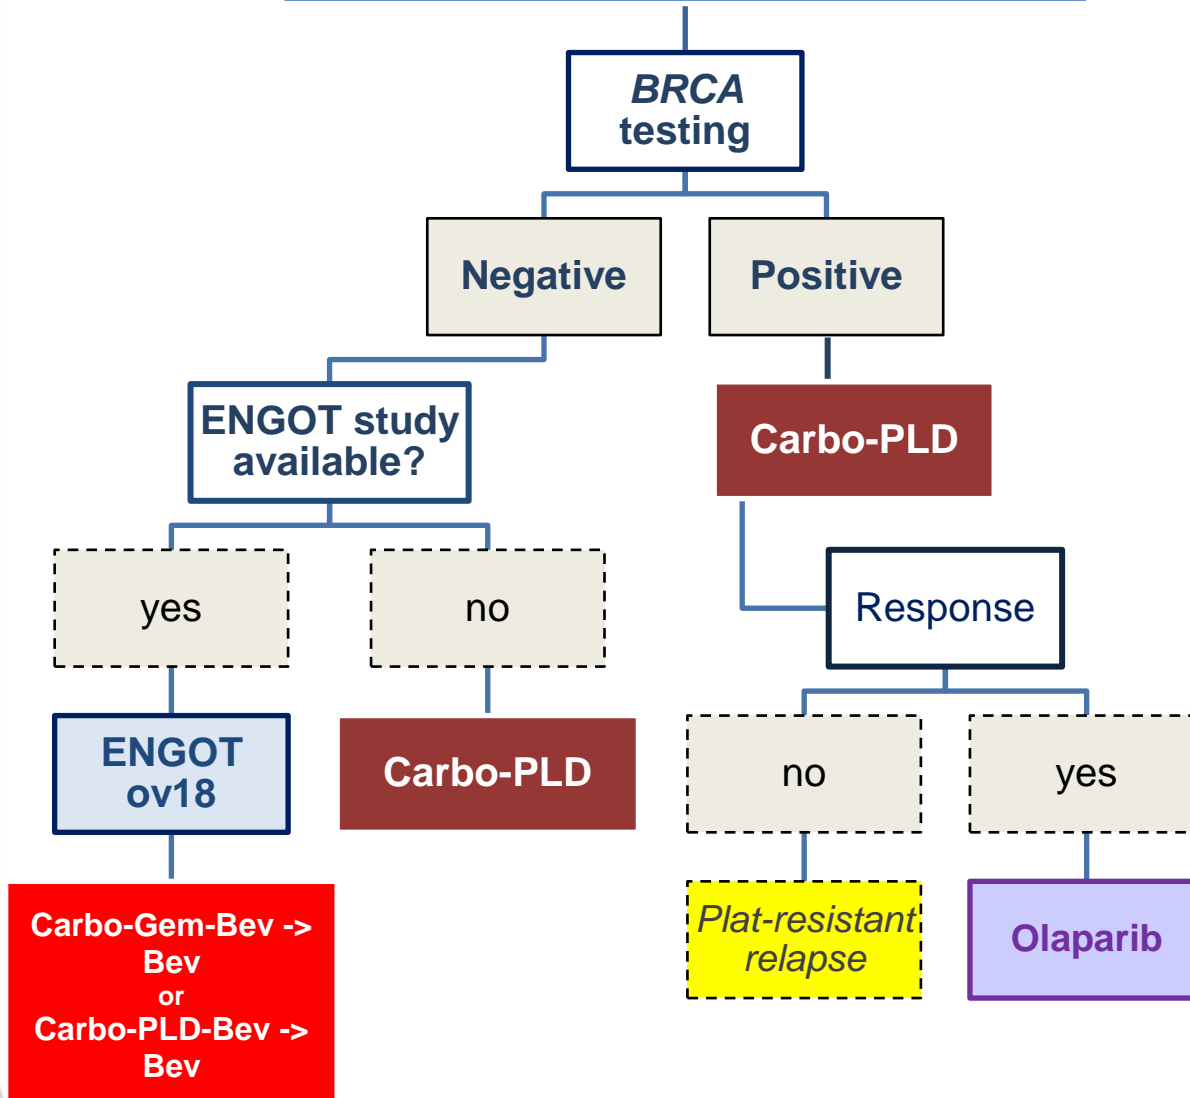 BRCA
testing
Negative
Positive
ENGOT study
available?
Carbo-PLD
yes
no
Response
ENGOT
ov18
Carbo-PLD
no
yes
Carbo-Gem-Bev ->
Bev
or
Carbo-PLD-Bev ->
Bev
Plat-resistant
relapse
Olaparib